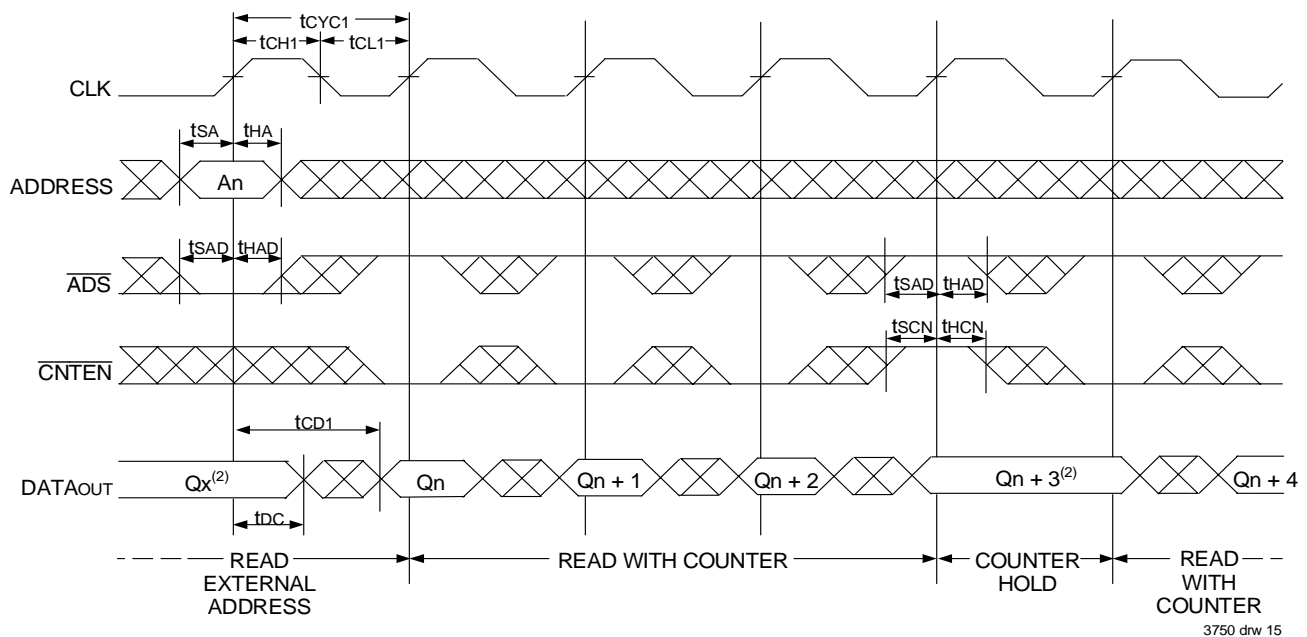 tCYC1
tCH1 tCL1
CLK
tSA tHA
ADDRESS An
tSAD tHAD
ADS
tSAD tHAD
tSCN tHCN
CNTEN
tCD1
DATAOUT Qx(2) Qn Qn + 1 Qn + 2 Qn + 3(2) Qn + 4
tDC
READ EXTERNAL ADDRESS
READ WITH COUNTER
COUNTER HOLD
READ WITH COUNTER
3750 drw 15